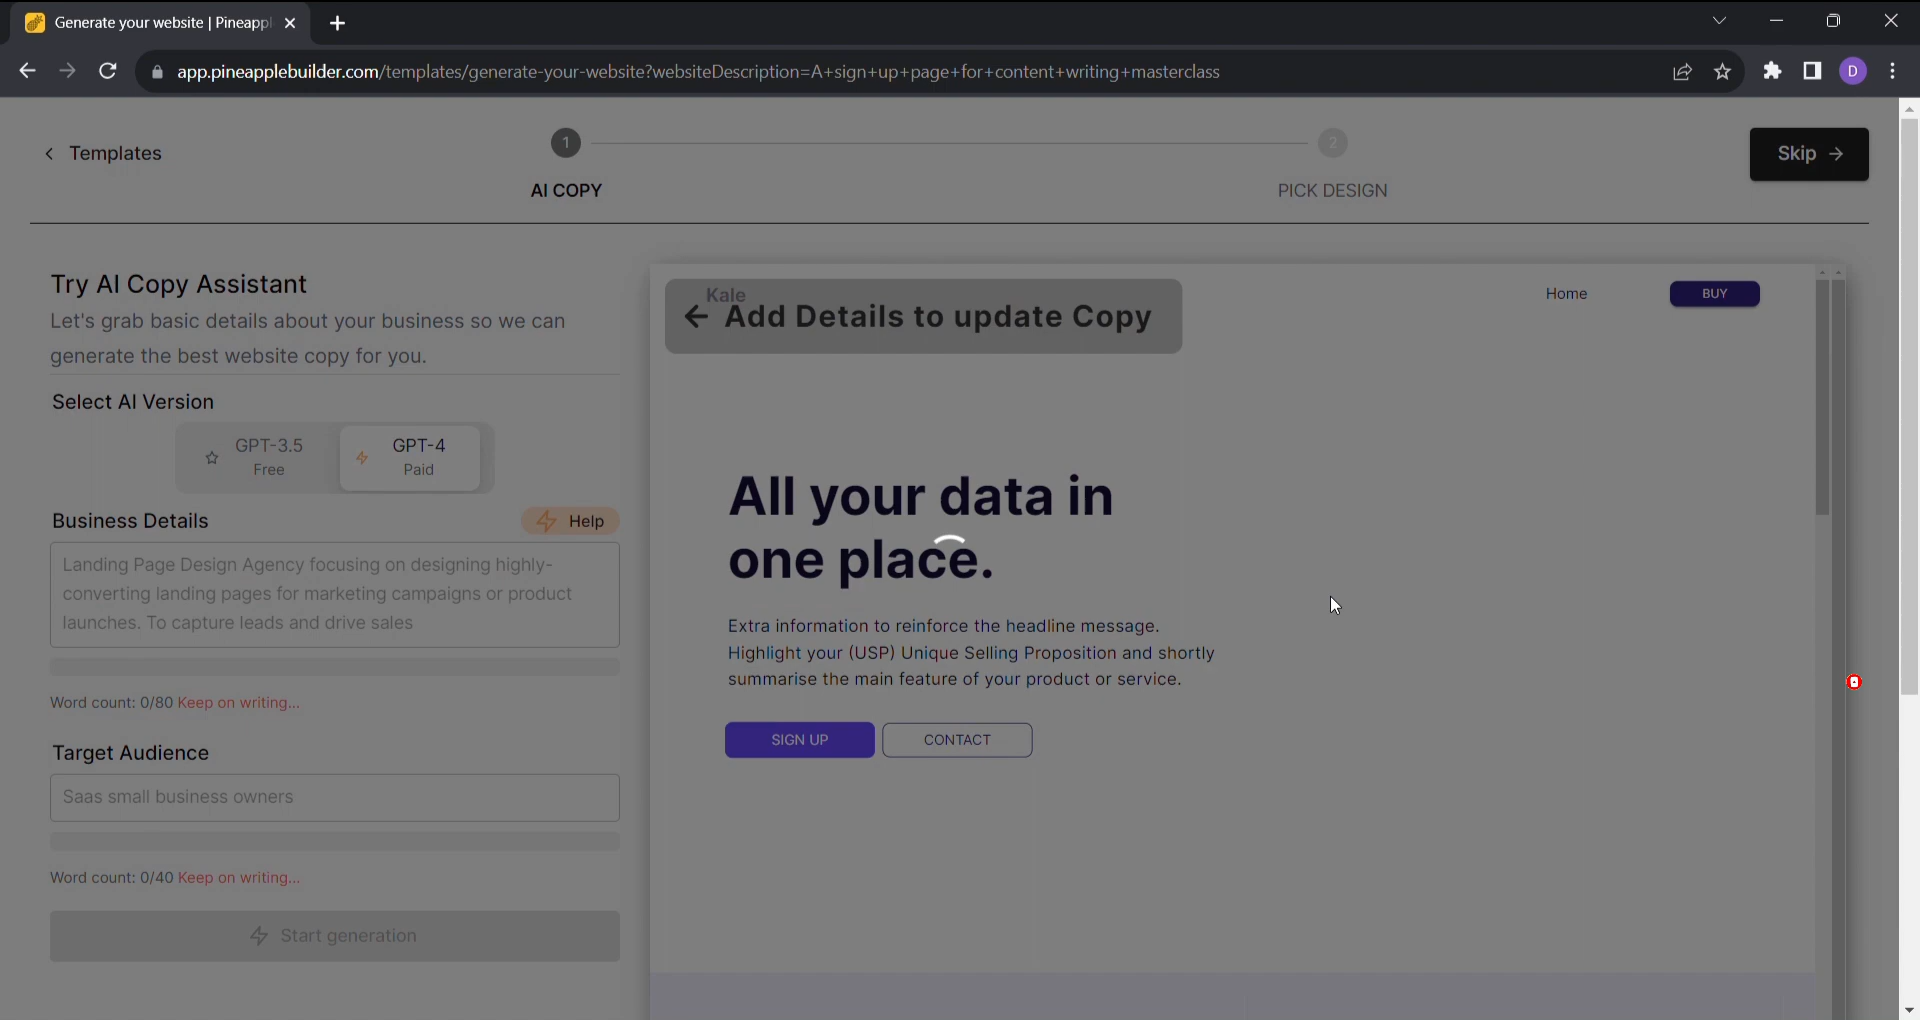 Generate your website | Pineappl
app.pineapplebuilder.com/templates/generate-your-website?websiteDescription=A+sign+up+page+for+content+writing+masterclass
D
Templates
1
2
Skip
AI COPY
PICK DESIGN
Try AI Copy Assistant
Let's grab basic details about your business so we can
generate the best website copy for you.
Select AI Version
GPT-3.5
Free
GPT-4
Paid
Business Details
Help
Landing Page Design Agency focusing on designing highly-
converting landing pages for marketing campaigns or product
launches. To capture leads and drive sales
Word count: 0/80 Keep on writing...
Target Audience
Saas small business owners
Word count: 0/40 Keep on writing...
Start generation
Kale
Add Details to update Copy
Home
BUY
All your data in
one place.
Extra information to reinforce the headline message.
Highlight your (USP) Unique Selling Proposition and shortly
summarise the main feature of your product or service.
SIGN UP
CONTACT